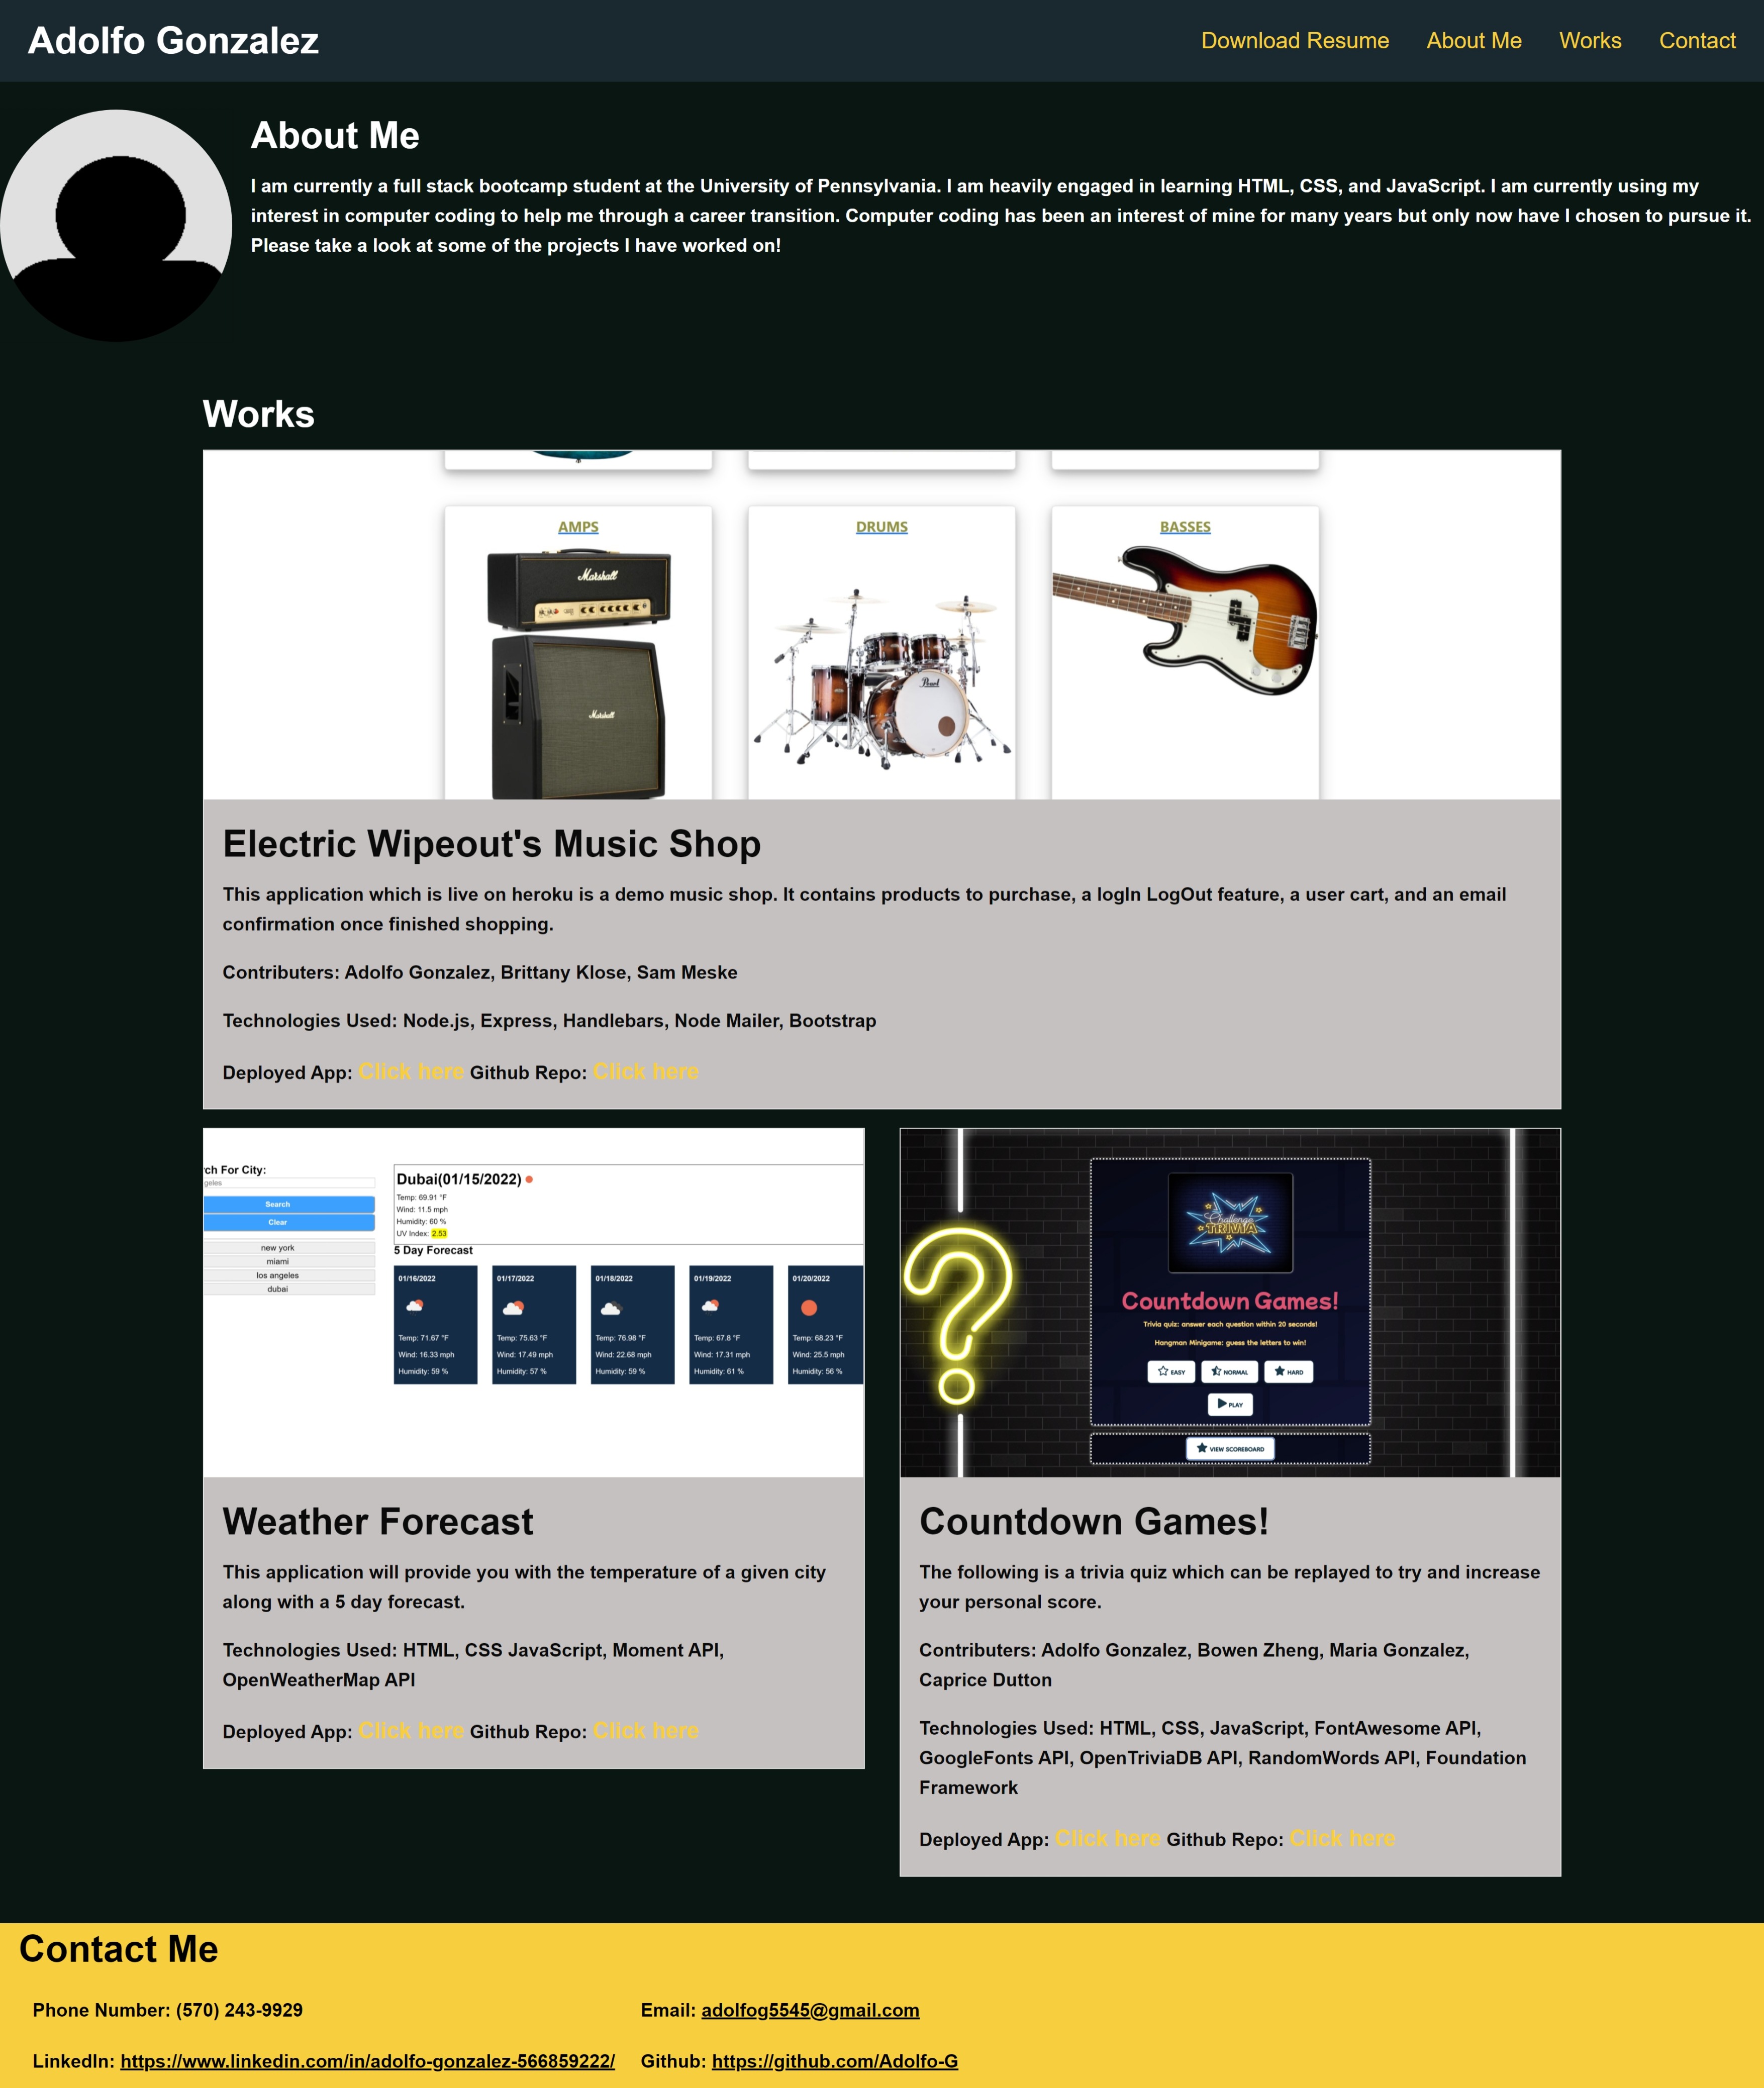 Adolfo Gonzalez
Download Resume About Me Works Contact
About Me
I am currently a full stack bootcamp student at the University of Pennsylvania. I am heavily engaged in learning HTML, CSS, and JavaScript. I am currently using my
interest in computer coding to help me through a career transition. Computer coding has been an interest of mine for many years but only now have I chosen to pursue it.
Please take a look at some of the projects I have worked on!
Works
AMPS
DRUMS
BASSES
Marshall
Marshall
Pearl
Electric Wipeout's Music Shop
This application which is live on heroku is a demo music shop. It contains products to purchase, a logIn LogOut feature, a user cart, and an email
confirmation once finished shopping.
Contributers: Adolfo Gonzalez, Brittany Klose, Sam Meske
Technologies Used: Node.js, Express, Handlebars, Node Mailer, Bootstrap
Deployed App: Click here Github Repo: Click here
rch For City:
geles
Search
Clear
new york
miami
los angeles
dubai
Dubai(01/15/2022)
Temp: 69.91 °F
Wind: 11.5 mph
Humidity: 60 %
UV Index: 2.53
5 Day Forecast
01/16/2022
Temp: 71.67 °F
Wind: 16.33 mph
Humidity: 59 %
01/17/2022
Temp: 75.63 °F
Wind: 17.49 mph
Humidity: 57 %
01/18/2022
Temp: 76.98 °F
Wind: 22.68 mph
Humidity: 59 %
01/19/2022
Temp: 67.8 °F
Wind: 17.31 mph
Humidity: 61 %
01/20/2022
Temp: 68.23 °F
Wind: 25.5 mph
Humidity: 56 %
Weather Forecast
This application will provide you with the temperature of a given city
along with a 5 day forecast.
Technologies Used: HTML, CSS JavaScript, Moment API,
OpenWeatherMap API
Deployed App: Click here Github Repo: Click here
Challenge
TRIVIA
Countdown Games!
Trivia quiz: answer each question within 20 seconds!
Hangman Minigame: guess the letters to win!
EASY
NORMAL
HARD
PLAY
VIEW SCOREBOARD
Countdown Games!
The following is a trivia quiz which can be replayed to try and increase
your personal score.
Contributers: Adolfo Gonzalez, Bowen Zheng, Maria Gonzalez,
Caprice Dutton
Technologies Used: HTML, CSS, JavaScript, FontAwesome API,
GoogleFonts API, OpenTriviaDB API, RandomWords API, Foundation
Framework
Deployed App: Click here Github Repo: Click here
Contact Me
Phone Number: (570) 243-9929
Email: adolfog5545@gmail.com
LinkedIn: https://www.linkedin.com/in/adolfo-gonzalez-566859222/
Github: https://github.com/Adolfo-G